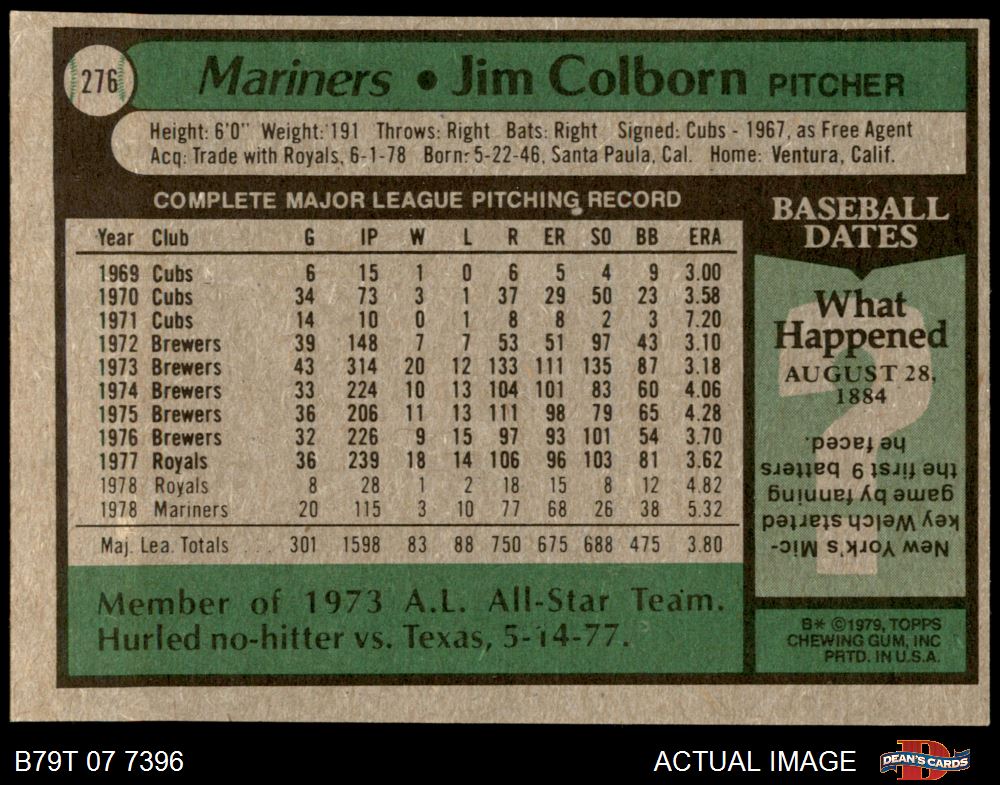 276
Mariners • Jim Colborn PITCHER
Height: 6'0" Weight: 191 Throws: Right Bats: Right Signed: Cubs - 1967, as Free Agent
Acq: Trade with Royals, 6-1-78 Born: 5-22-46, Santa Paula, Cal. Home: Ventura, Calif.
COMPLETE MAJOR LEAGUE PITCHING RECORD
Year Club G IP W L R ER SO BB ERA
1969 Cubs 6 15 1 0 6 5 4 9 3.00
1970 Cubs 34 73 3 1 37 29 50 23 3.58
1971 Cubs 14 10 0 1 8 8 2 3 7.20
1972 Brewers 39 148 7 7 53 51 97 43 3.10
1973 Brewers 43 314 20 12 133 111 135 87 3.18
1974 Brewers 33 224 10 13 104 101 83 60 4.06
1975 Brewers 36 206 11 13 111 98 79 65 4.28
1976 Brewers 32 226 9 15 97 93 101 54 3.70
1977 Royals 36 239 18 14 106 96 103 81 3.62
1978 Royals 8 28 1 2 18 15 8 12 4.82
1978 Mariners 20 115 3 10 77 68 26 38 5.32
Maj. Lea. Totals ... 301 1598 83 88 750 675 688 475 3.80
Member of 1973 A.L. All-Star Team.
Hurled no-hitter vs. Texas, 5-14-77.
BASEBALL
DATES
?
What
Happened
AUGUST 28,
1884
New York's Mic-
key Welch started
game by fanning
the first 9 batters
he faced.
B* ©1979, TOPPS
CHEWING GUM, INC
PRTD. IN U.S.A.
B79T 07 7396
ACTUAL IMAGE
D
DEAN'S CARDS